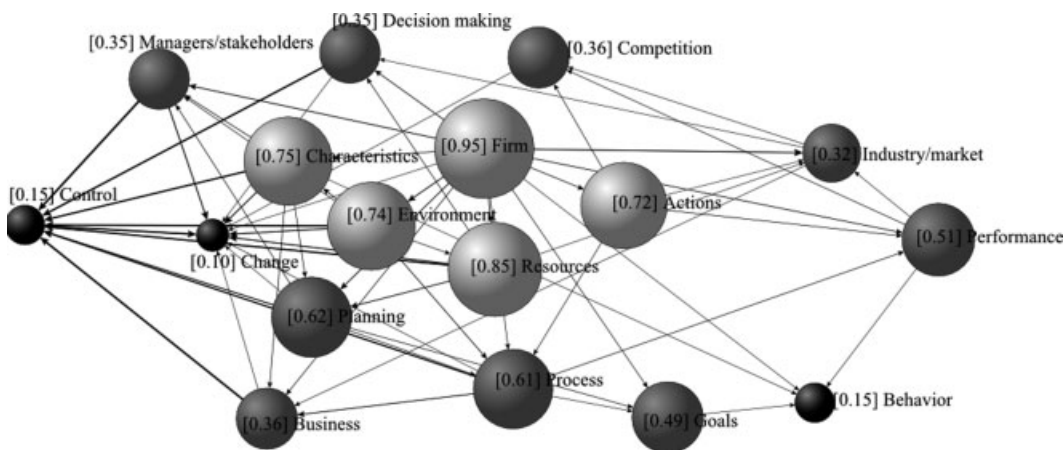 [0.35] Decision making
[0.35] Managers/stakeholders
[0.36] Competition
[0.95] Firm
[0.75] Characteristics
[0.32] Industry/market
[0.15] Control
[0.72] Actions
[0.74] Environment
[0.51] Performance
[0.10] Change
[0.85] Resources
[0.62] Planning
[0.61] Process
[0.15] Behavior
[0.36] Business
[0.49] Goals